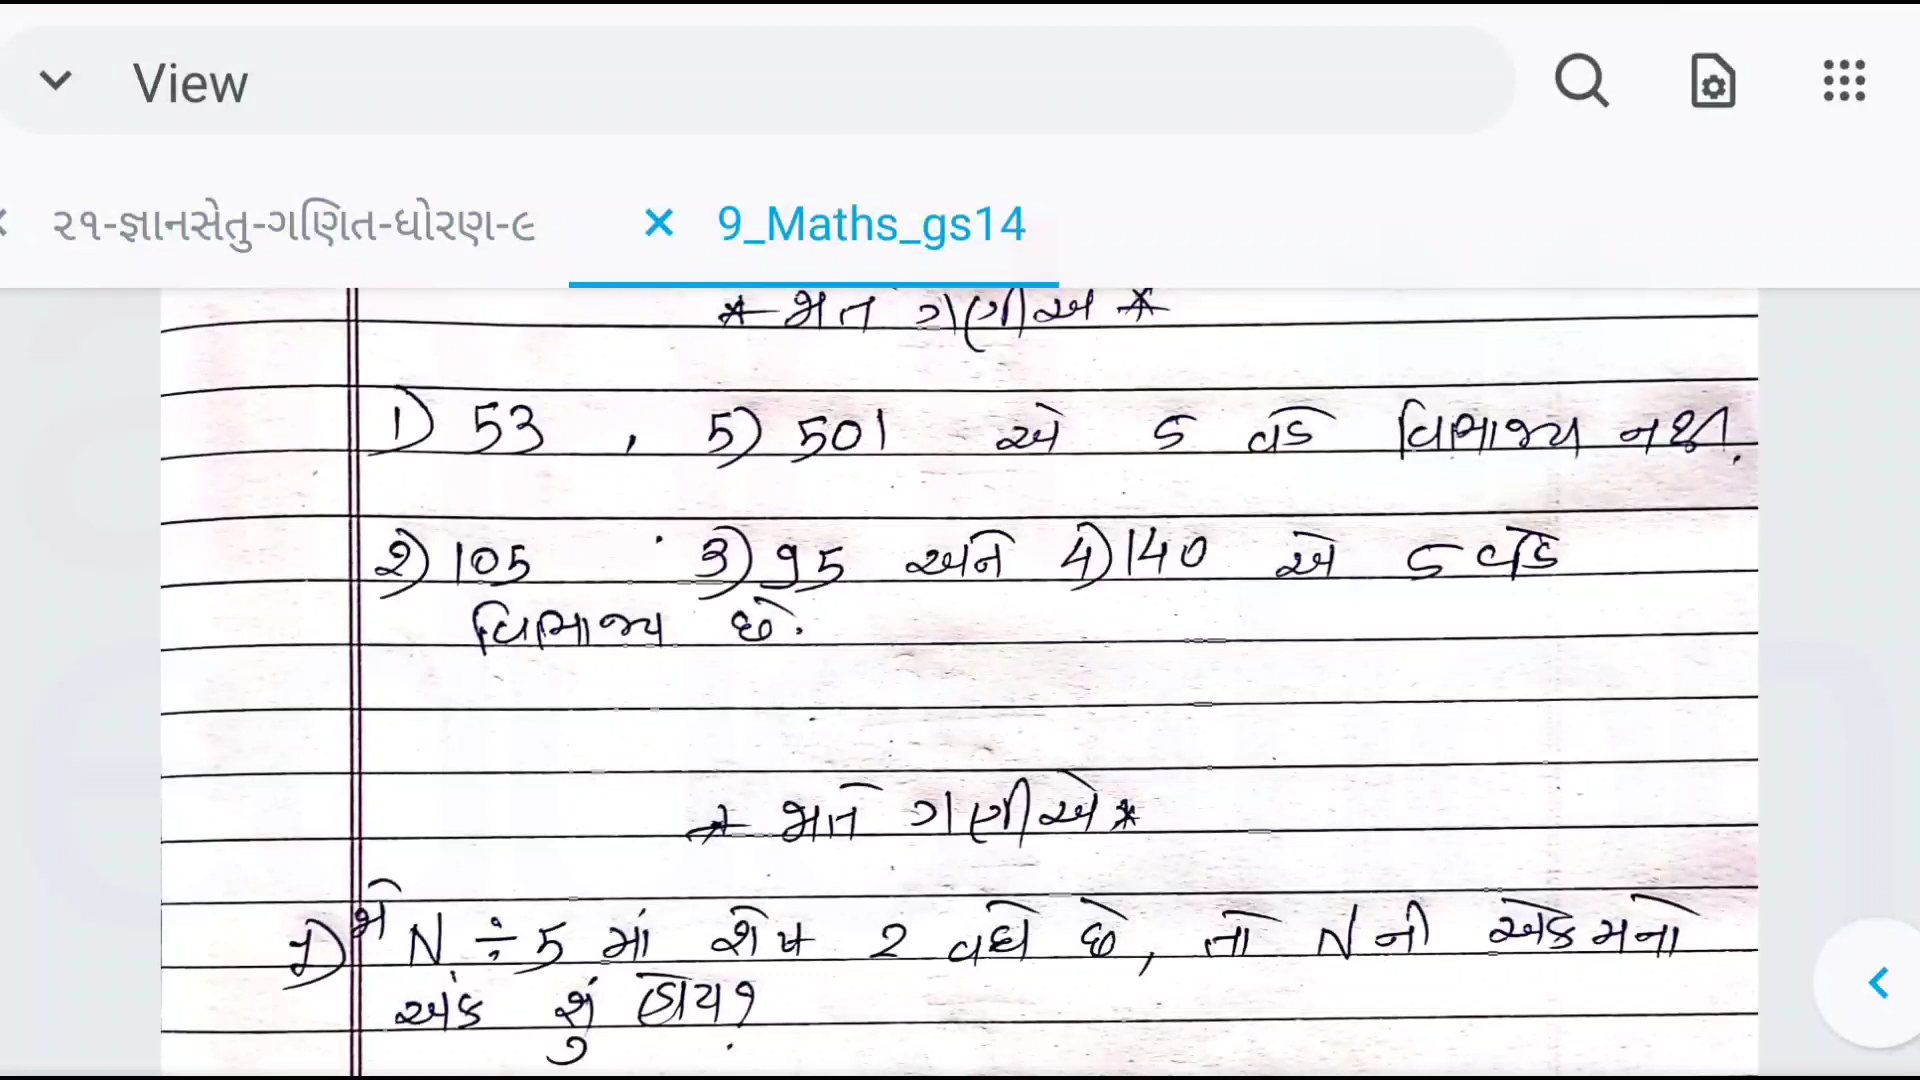 View
૨૧-જ્ઞાનસેતુ-ગણિત-ધોરણ-૯ × 9_Maths_gs14
* જાતે ગણીએ *
1) 53 , 5) 501 એ 5 વડે વિભાજ્ય નથી.
2) 105 3) 95 અને 4) 140 એ 5 વડે
વિભાજ્ય છે.
* જાતે ગણીએ *
1) જો N ÷ 5 માં શેષ 2 વધે છે, તો N ની એકમનો
અંક શું હોય?